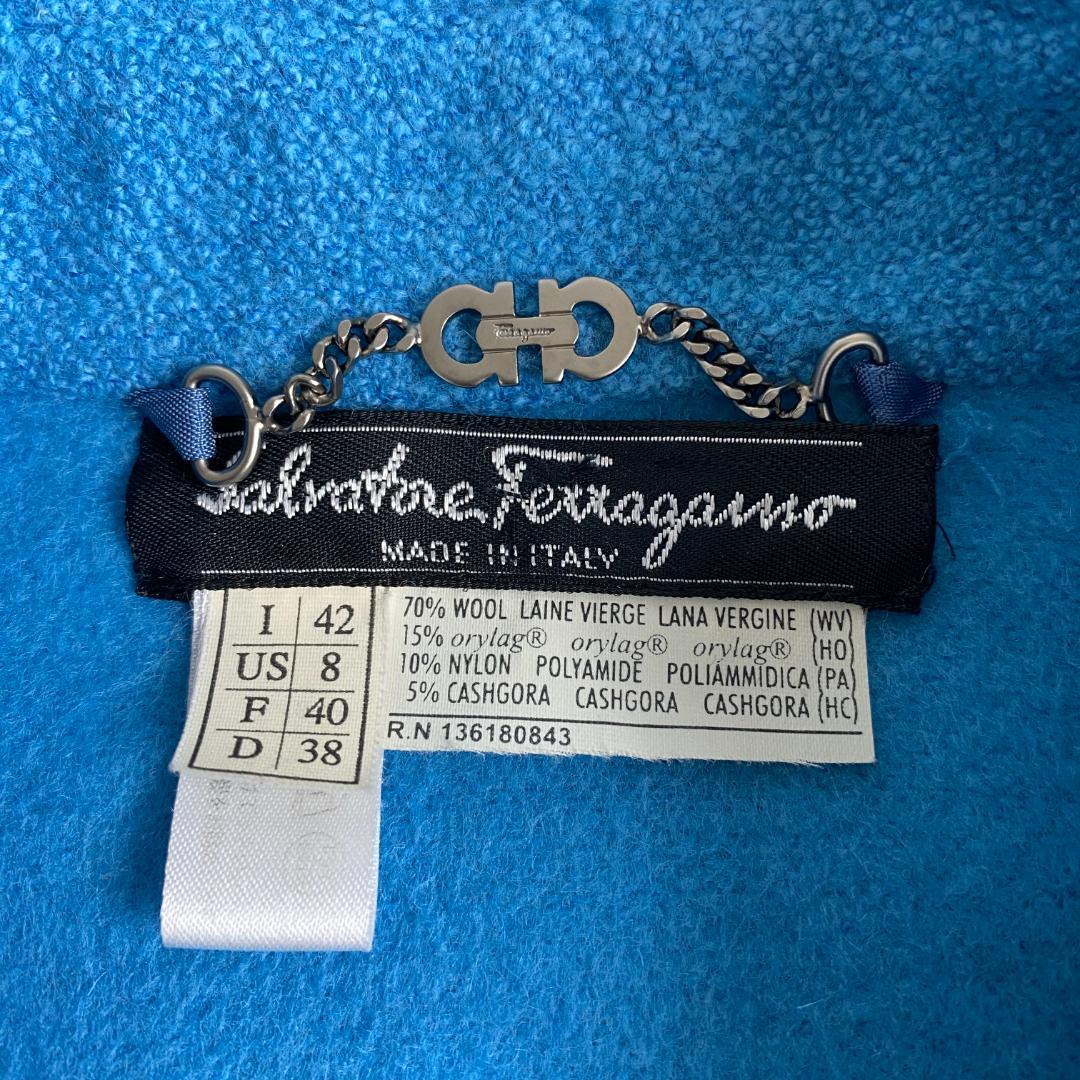 Ferragamo
Salvatore Ferragamo
MADE IN ITALY
I 42
US 8
F 40
D 38
70% WOOL LAINE VIERGE LANA VERGINE (WV)
15% orylag® orylag® orylag® (HO)
10% NYLON POLYAMIDE POLIAMMIDICA (PA)
5% CASHGORA CASHGORA CASHGORA (HC)
R.N 136180843